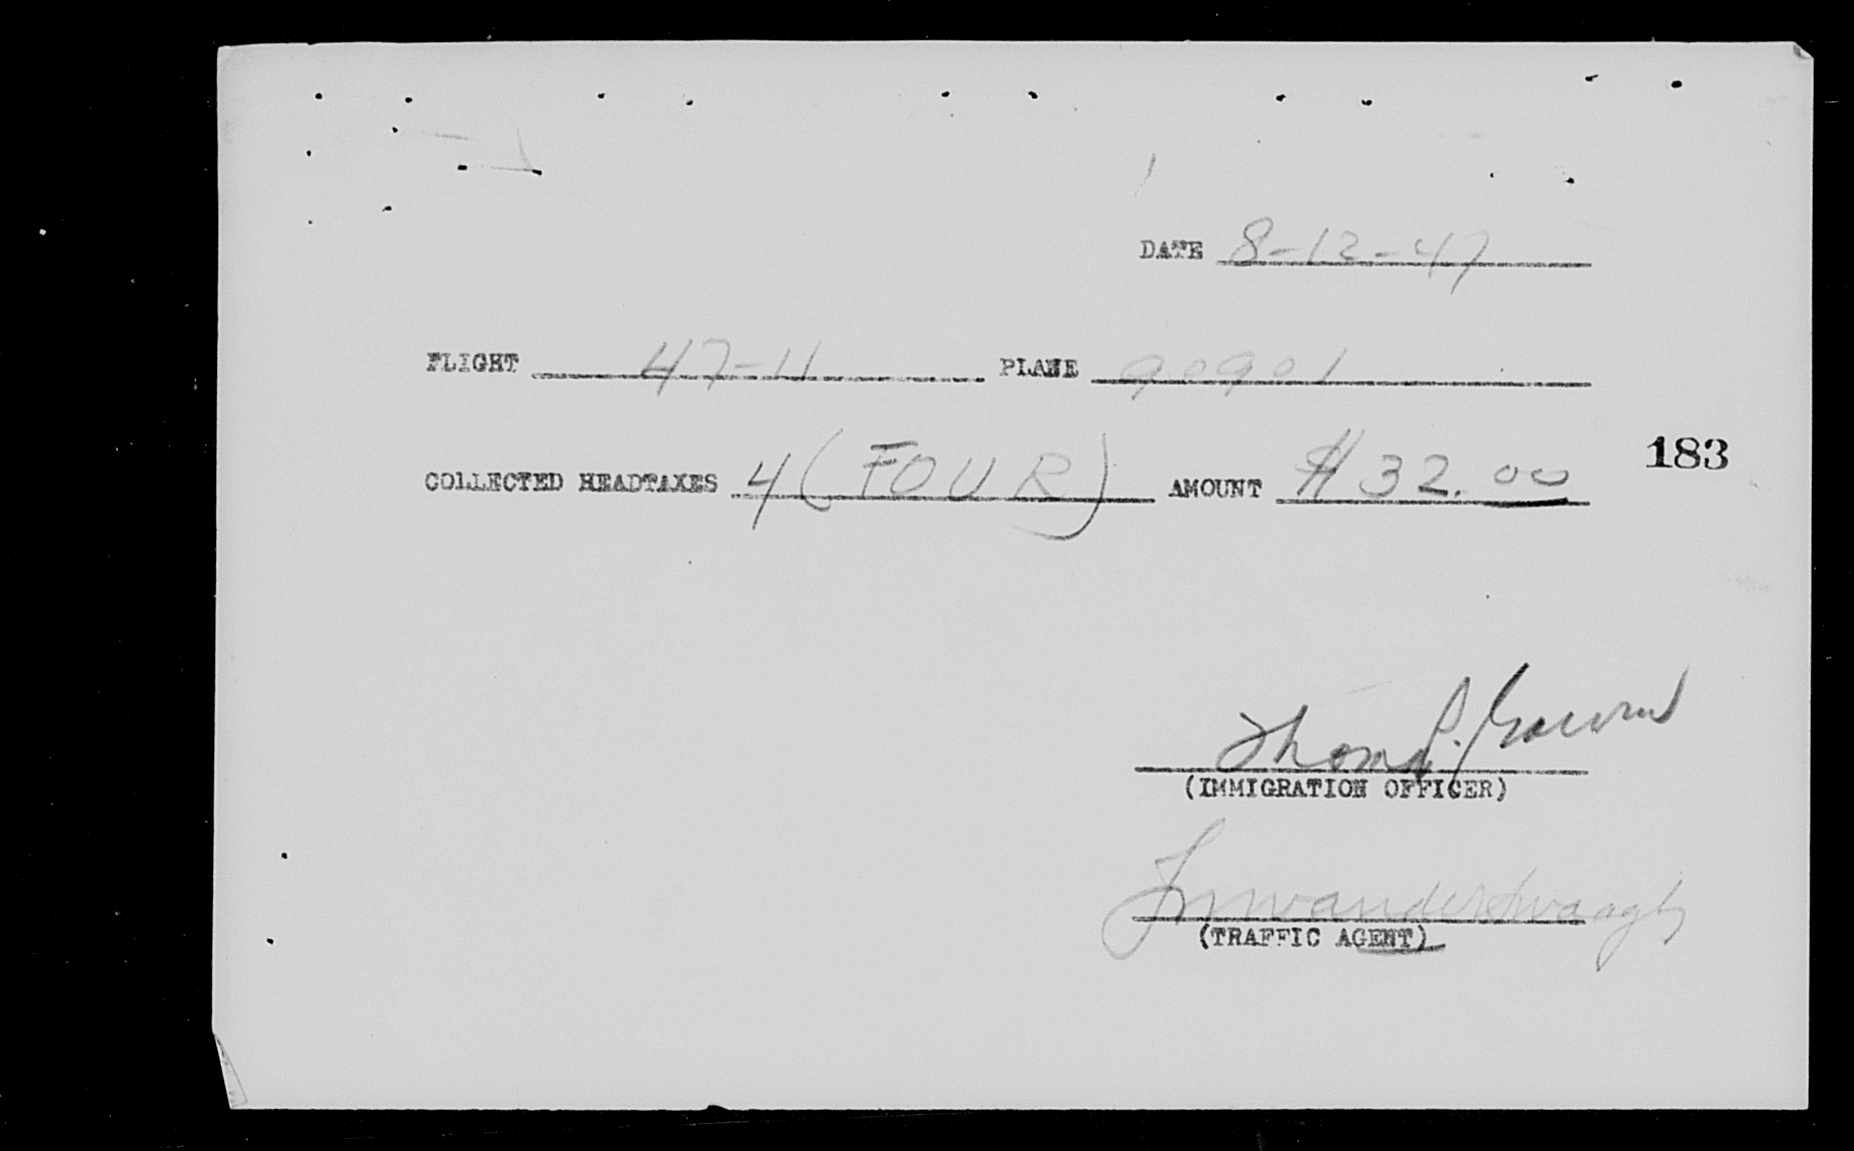 DATE 8-12-47
FLIGHT 47-11 PLANE 90901
183
COLLECTED HEADTAXES 4 (FOUR) AMOUNT $32.00
(IMMIGRATION OFFICER)
(TRAFFIC AGENT)